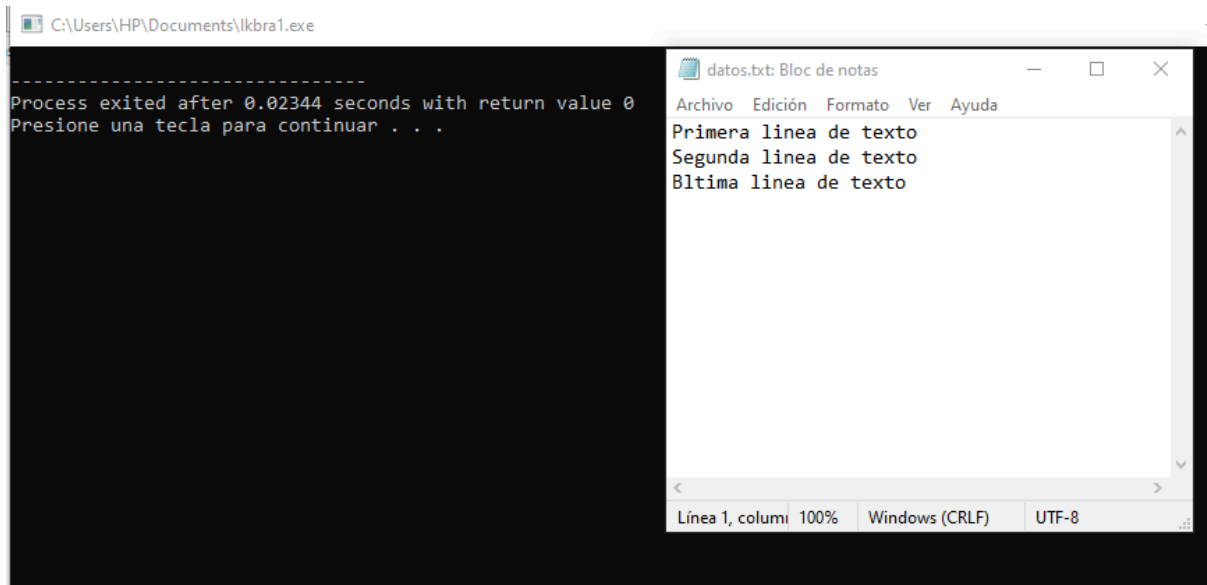 C:\Users\HP\Documents\lkbra1.exe
--------------------------------
Process exited after 0.02344 seconds with return value 0
Presione una tecla para continuar . . .
datos.txt: Bloc de notas
Archivo Edición Formato Ver Ayuda
Primera linea de texto
Segunda linea de texto
Bltima linea de texto
Línea 1, colum 100% Windows (CRLF) UTF-8